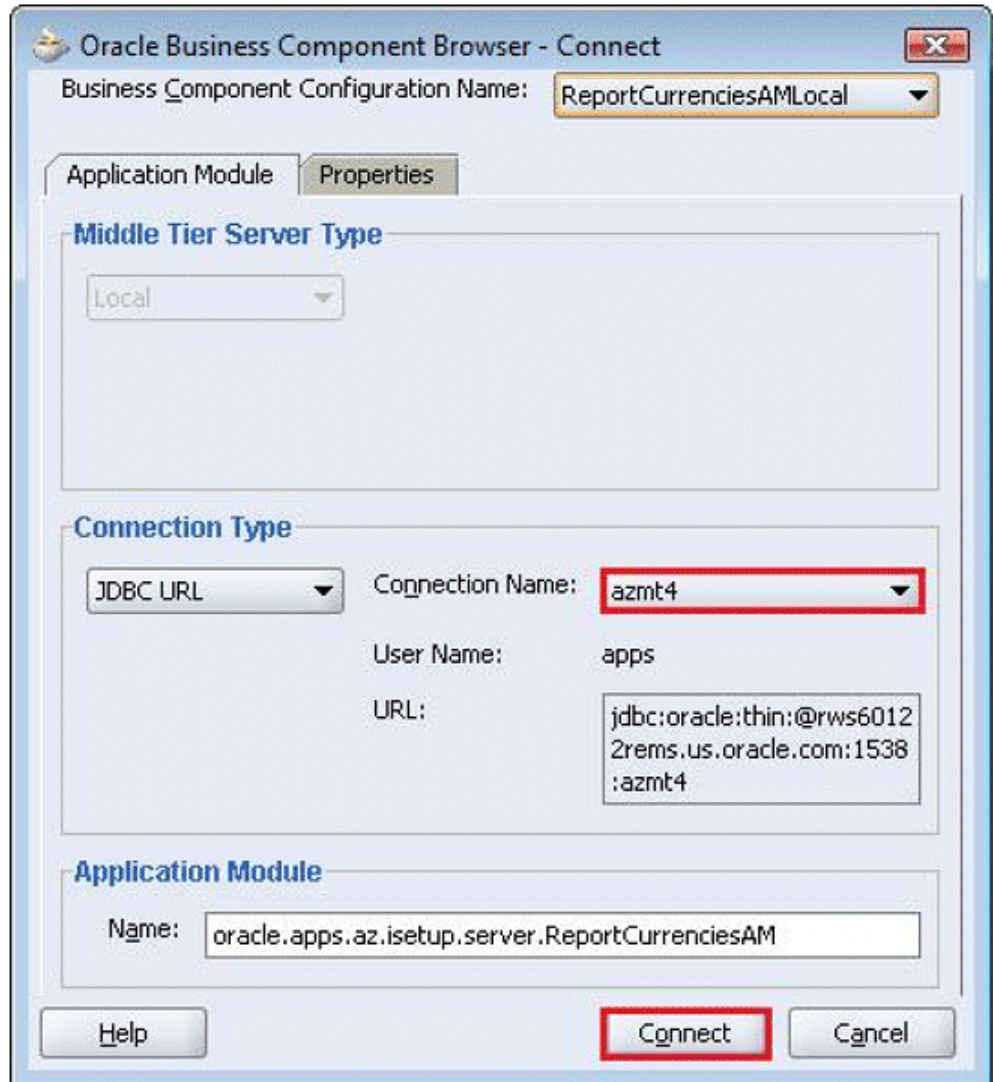 Oracle Business Component Browser - Connect
Business Component Configuration Name: ReportCurrenciesAMLocal
Application Module Properties
Middle Tier Server Type
Local
Connection Type
JDBC URL Connection Name: azmt4
User Name: apps
URL: jdbc:oracle:thin:@rws6012
2rems.us.oracle.com:1538
:azmt4
Application Module
Name: oracle.apps.az.isetup.server.ReportCurrenciesAM
Help Connect Cancel